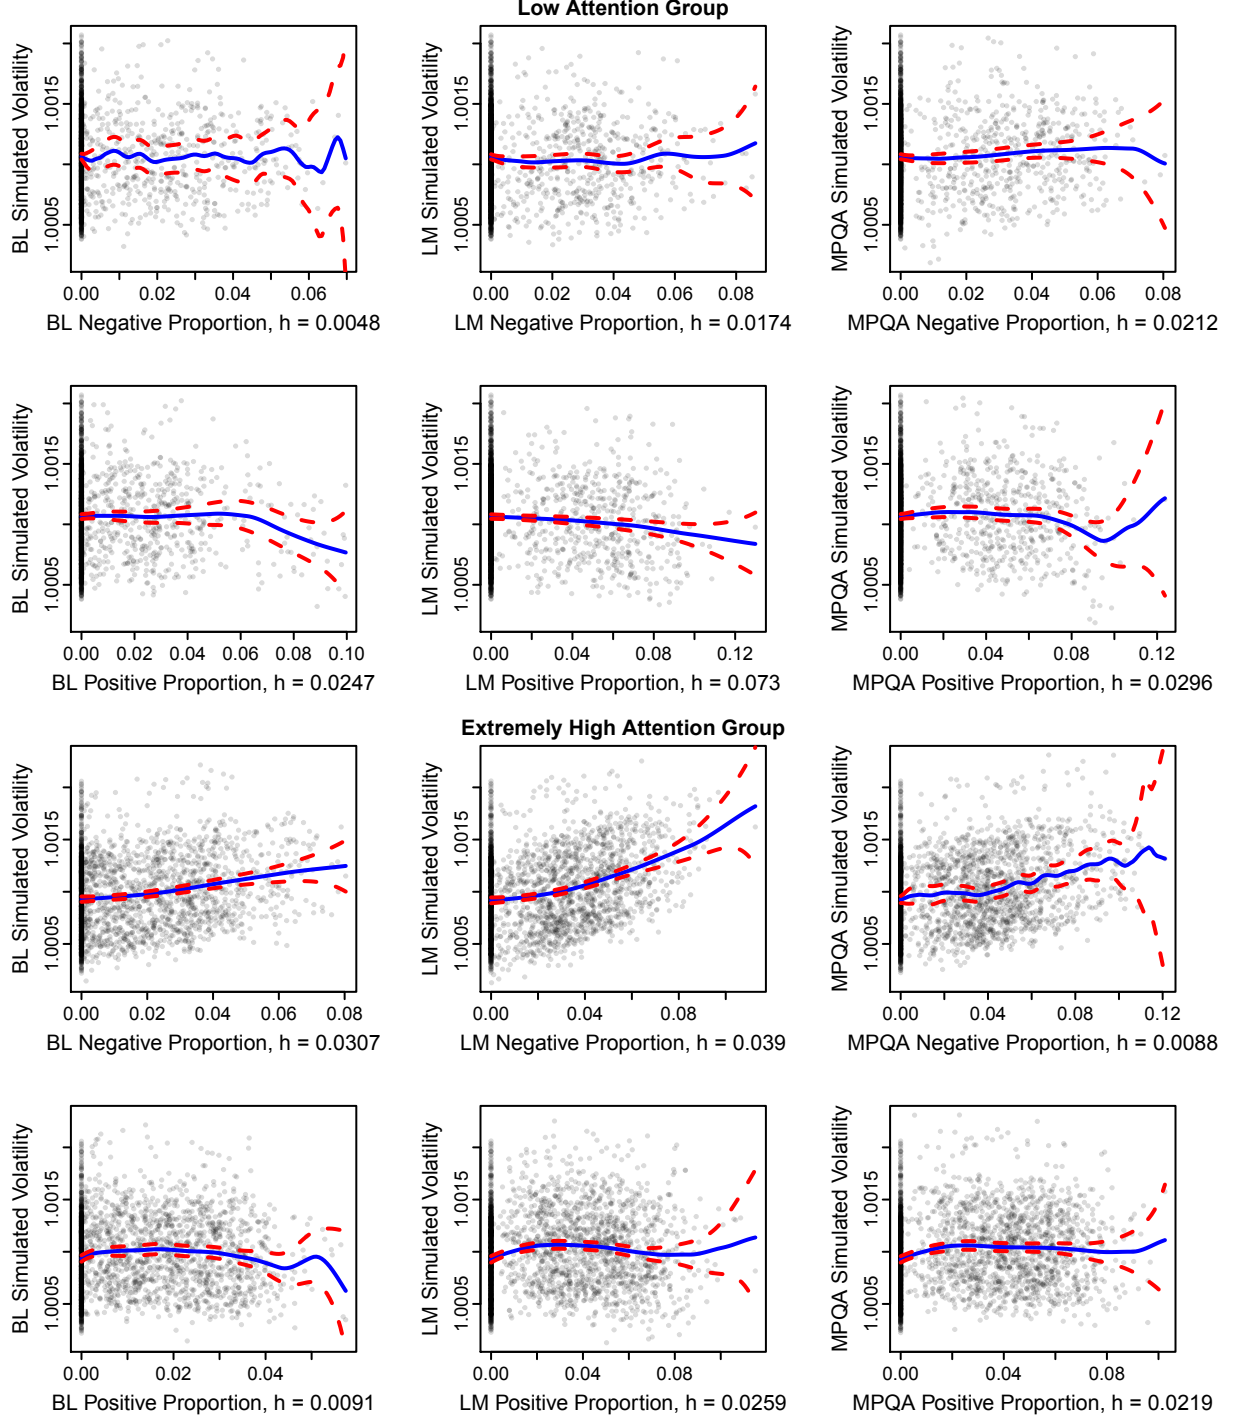 Low Attention Group
BL Simulated Volatility
1.0005 1.0015
0.00 0.02 0.04 0.06
BL Negative Proportion, h = 0.0048
LM Simulated Volatility
1.0005 1.0015
0.00 0.02 0.04 0.06 0.08
LM Negative Proportion, h = 0.0174
MPQA Simulated Volatility
1.0005 1.0015
0.00 0.02 0.04 0.06 0.08
MPQA Negative Proportion, h = 0.0212
BL Simulated Volatility
1.0005 1.0015
0.00 0.02 0.04 0.06 0.08 0.10
BL Positive Proportion, h = 0.0247
LM Simulated Volatility
1.0005 1.0015
0.00 0.04 0.08 0.12
LM Positive Proportion, h = 0.073
MPQA Simulated Volatility
1.0005 1.0015
0.00 0.04 0.08 0.12
MPQA Positive Proportion, h = 0.0296
Extremely High Attention Group
BL Simulated Volatility
1.0005 1.0015
0.00 0.02 0.04 0.06 0.08
BL Negative Proportion, h = 0.0307
LM Simulated Volatility
1.0005 1.0015
0.00 0.04 0.08
LM Negative Proportion, h = 0.039
MPQA Simulated Volatility
1.0005 1.0015
0.00 0.04 0.08 0.12
MPQA Negative Proportion, h = 0.0088
BL Simulated Volatility
1.0005 1.0015
0.00 0.02 0.04
BL Positive Proportion, h = 0.0091
LM Simulated Volatility
1.0005 1.0015
0.00 0.04 0.08
LM Positive Proportion, h = 0.0259
MPQA Simulated Volatility
1.0005 1.0015
0.00 0.04 0.08
MPQA Positive Proportion, h = 0.0219